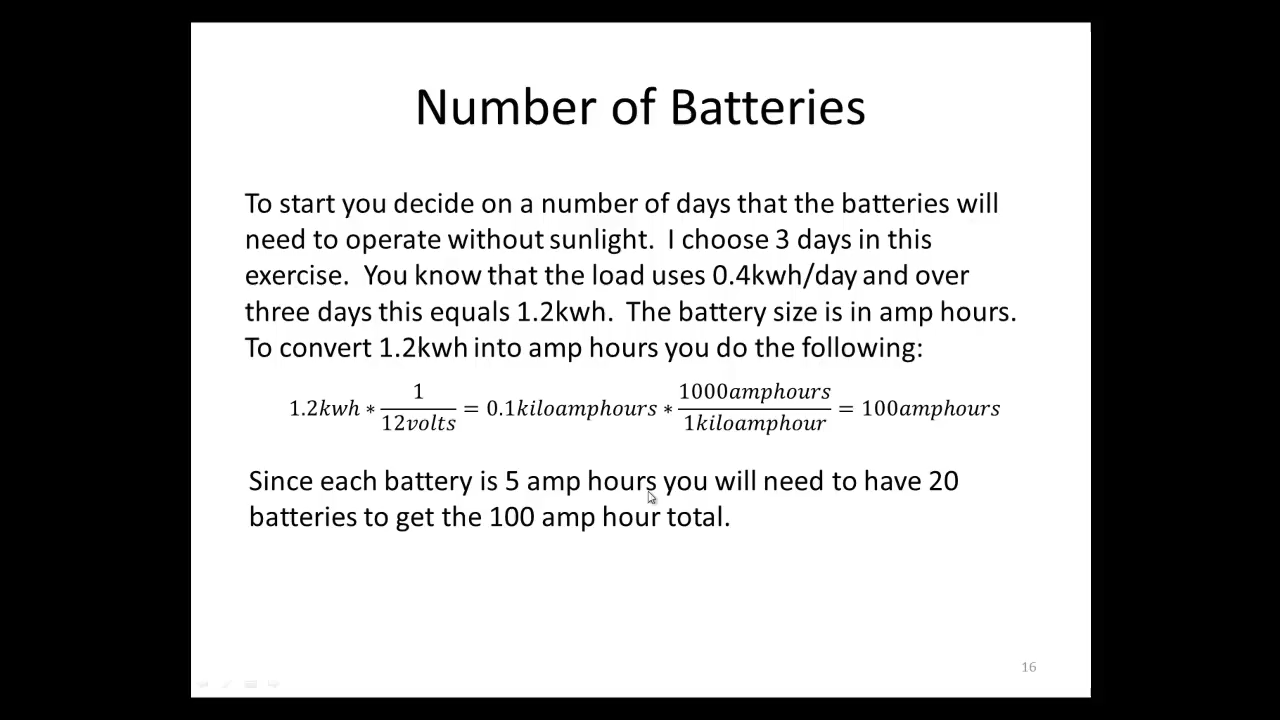 Number of Batteries
To start you decide on a number of days that the batteries will
need to operate without sunlight.  I choose 3 days in this
exercise.  You know that the load uses 0.4kwh/day and over
three days this equals 1.2kwh.  The battery size is in amp hours.
To convert 1.2kwh into amp hours you do the following:
1.2kwh ∗ 1/12volts = 0.1kiloamphours ∗ 1000amphours/1kiloamphour = 100amphours
Since each battery is 5 amp hours you will need to have 20
batteries to get the 100 amp hour total.
16